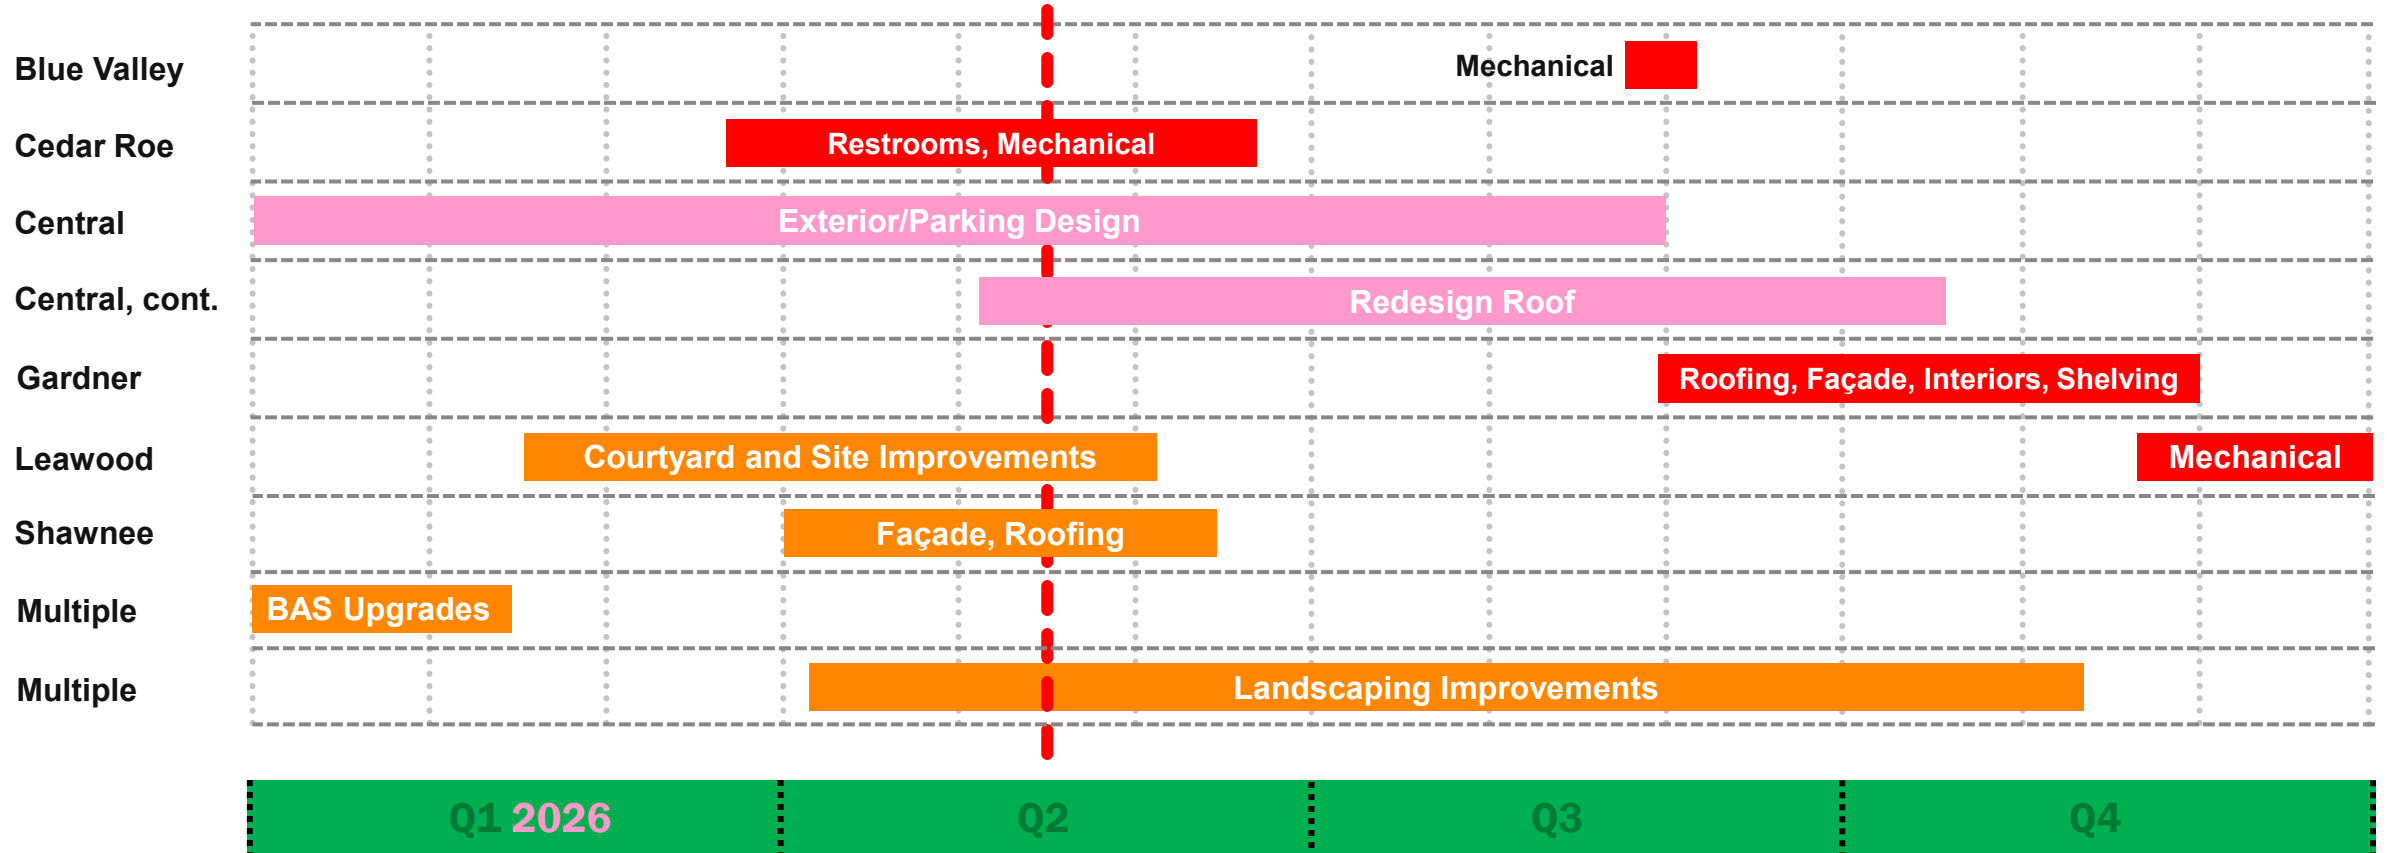 Blue Valley
Mechanical
Cedar Roe
Restrooms, Mechanical
Central
Exterior/Parking Design
Central, cont.
Redesign Roof
Gardner
Roofing, Façade, Interiors, Shelving
Leawood
Courtyard and Site Improvements
Mechanical
Shawnee
Façade, Roofing
Multiple
BAS Upgrades
Multiple
Landscaping Improvements
Q1 2026
Q2
Q3
Q4